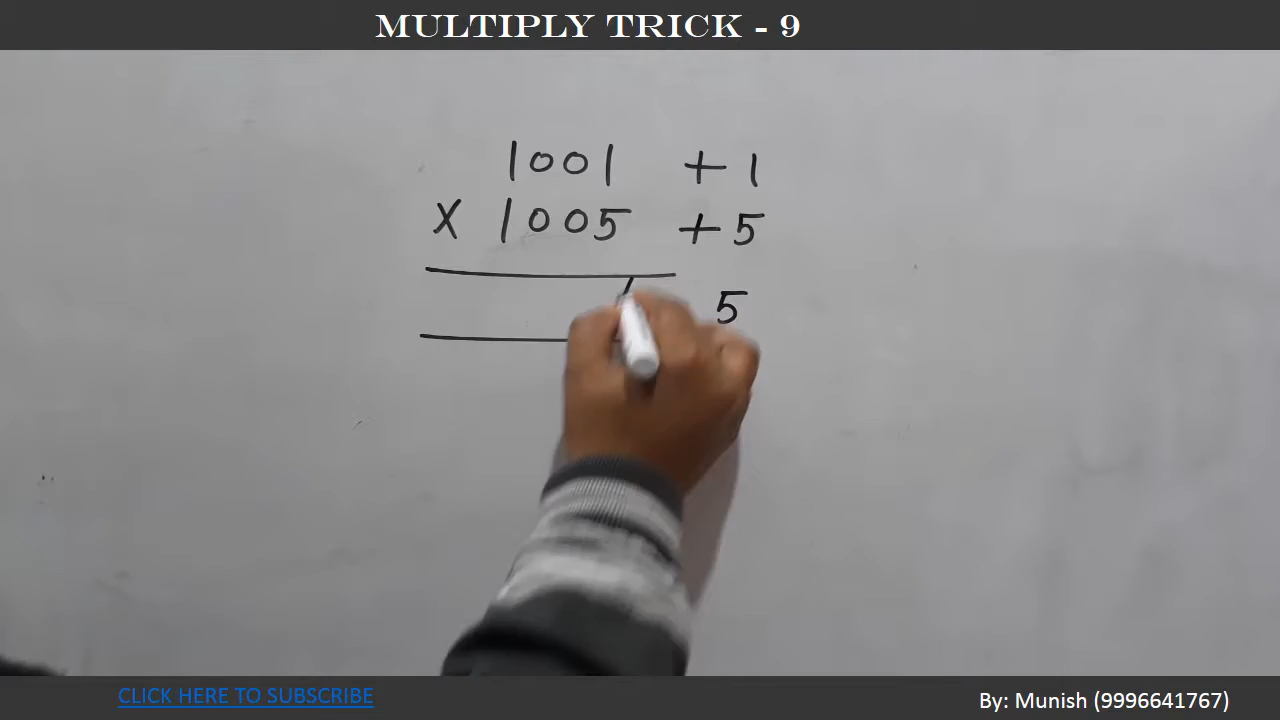 MULTIPLY TRICK - 9
1001 +1
X 1005 +5
/ 5
CLICK HERE TO SUBSCRIBE
By: Munish (9996641767)